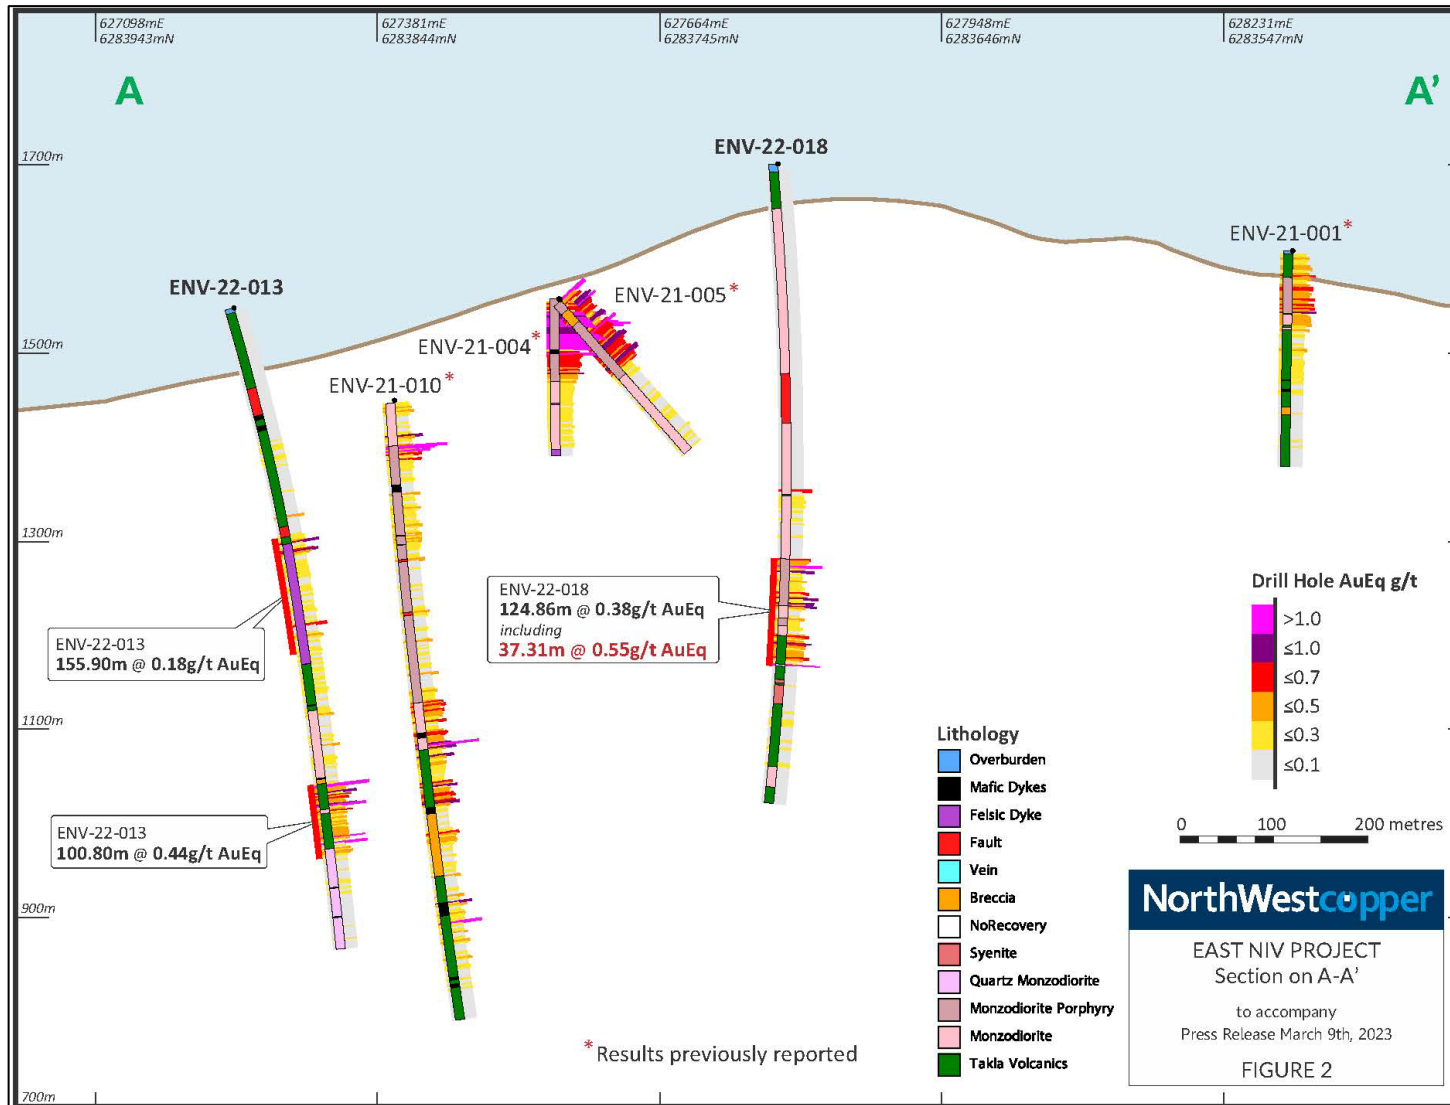 627098mE
6283943mN
627381mE
6283844mN
627664mE
6283745mN
627948mE
6283646mN
628231mE
6283547mN
A
A'
1700m
1500m
1300m
1100m
900m
700m
ENV-22-013
ENV-21-010*
ENV-21-004*
ENV-21-005*
ENV-22-018
ENV-21-001*
ENV-22-013
155.90m @ 0.18g/t AuEq
ENV-22-013
100.80m @ 0.44g/t AuEq
ENV-22-018
124.86m @ 0.38g/t AuEq
including
37.31m @ 0.55g/t AuEq
Drill Hole AuEq g/t
>1.0
≤1.0
≤0.7
≤0.5
≤0.3
≤0.1
0 100 200 metres
Lithology
Overburden
Mafic Dykes
Felsic Dyke
Fault
Vein
Breccia
NoRecovery
Syenite
Quartz Monzodiorite
Monzodiorite Porphyry
Monzodiorite
Takla Volcanics
*Results previously reported
NorthWestcopper
EAST NIV PROJECT
Section on A-A'
to accompany
Press Release March 9th, 2023
FIGURE 2